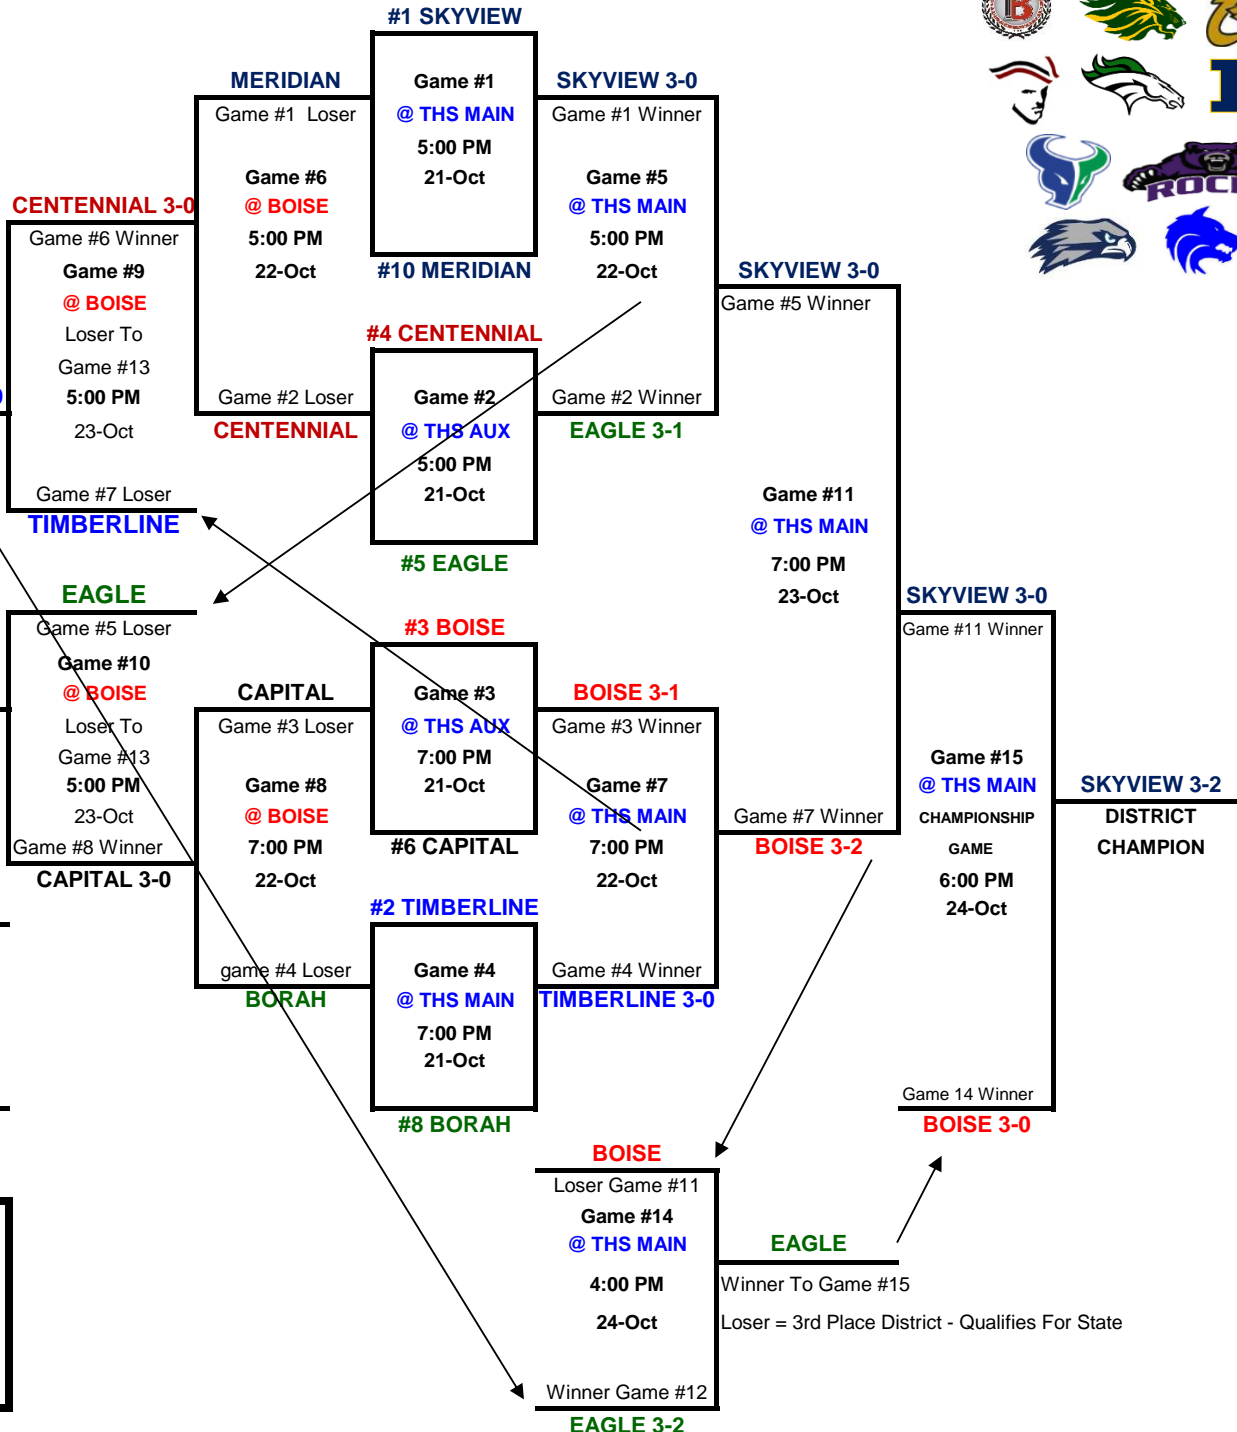 #1 SKYVIEW
MERIDIAN
Game #1
SKYVIEW 3-0
Game #1 Loser
@ THS MAIN
Game #1 Winner
5:00 PM
Game #6
21-Oct
Game #5
CENTENNIAL 3-0
@ BOISE
@ THS MAIN
Game #6 Winner
5:00 PM
5:00 PM
Game #9
22-Oct
#10 MERIDIAN
22-Oct
SKYVIEW 3-0
@ BOISE
Game #5 Winner
Loser To
#4 CENTENNIAL
Game #13
5:00 PM
Game #2 Loser
Game #2
Game #2 Winner
23-Oct
CENTENNIAL
@ THS AUX
EAGLE 3-1
5:00 PM
Game #7 Loser
21-Oct
Game #11
TIMBERLINE
@ THS MAIN
#5 EAGLE
7:00 PM
EAGLE
23-Oct
SKYVIEW 3-0
Game #5 Loser
#3 BOISE
Game #11 Winner
Game #10
@ BOISE
CAPITAL
Game #3
BOISE 3-1
Loser To
Game #3 Loser
@ THS AUX
Game #3 Winner
Game #13
7:00 PM
Game #15
5:00 PM
Game #8
21-Oct
Game #7
@ THS MAIN
SKYVIEW 3-2
23-Oct
@ BOISE
@ THS MAIN
Game #7 Winner
CHAMPIONSHIP
DISTRICT
Game #8 Winner
7:00 PM
#6 CAPITAL
7:00 PM
BOISE 3-2
GAME
CHAMPION
CAPITAL 3-0
22-Oct
22-Oct
6:00 PM
#2 TIMBERLINE
24-Oct
game #4 Loser
Game #4
Game #4 Winner
BORAH
@ THS MAIN
TIMBERLINE 3-0
7:00 PM
21-Oct
Game 14 Winner
#8 BORAH
BOISE 3-0
BOISE
Loser Game #11
Game #14
@ THS MAIN
EAGLE
4:00 PM
Winner To Game #15
24-Oct
Loser = 3rd Place District - Qualifies For State
Winner Game #12
EAGLE 3-2